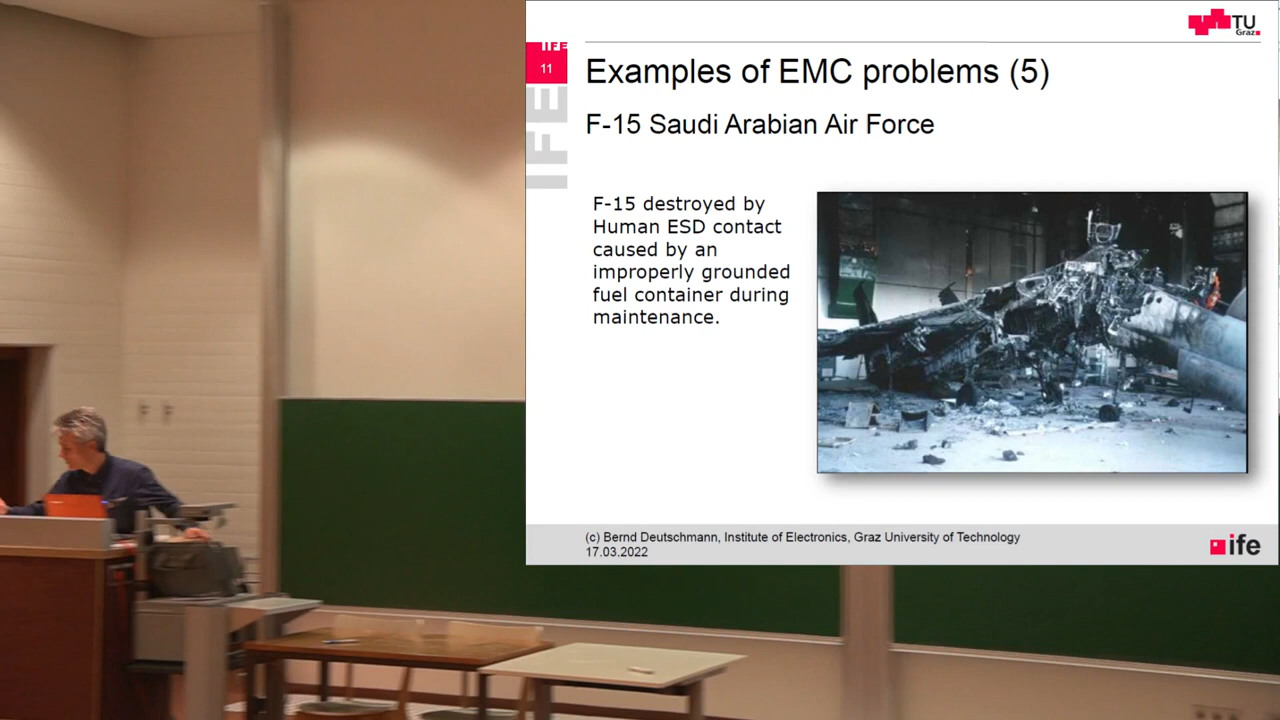 TU
Graz
IFE
11
IFE
Examples of EMC problems (5)
F-15 Saudi Arabian Air Force
F-15 destroyed by
Human ESD contact
caused by an
improperly grounded
fuel container during
maintenance.
(c) Bernd Deutschmann, Institute of Electronics, Graz University of Technology
17.03.2022
ife